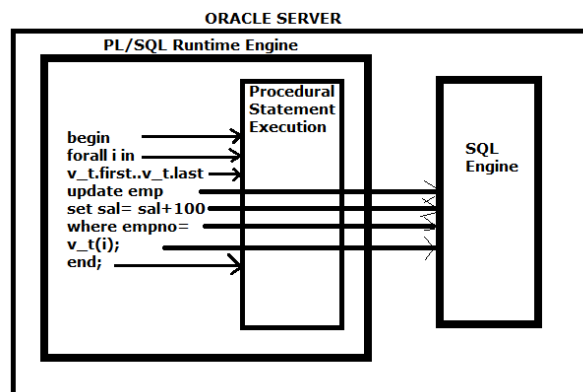 ORACLE SERVER
PL/SQL Runtime Engine
Procedural
Statement
Execution
begin
forall i in
v_t.first..v_t.last
update emp
set sal= sal+100
where empno=
v_t(i);
end;
SQL
Engine